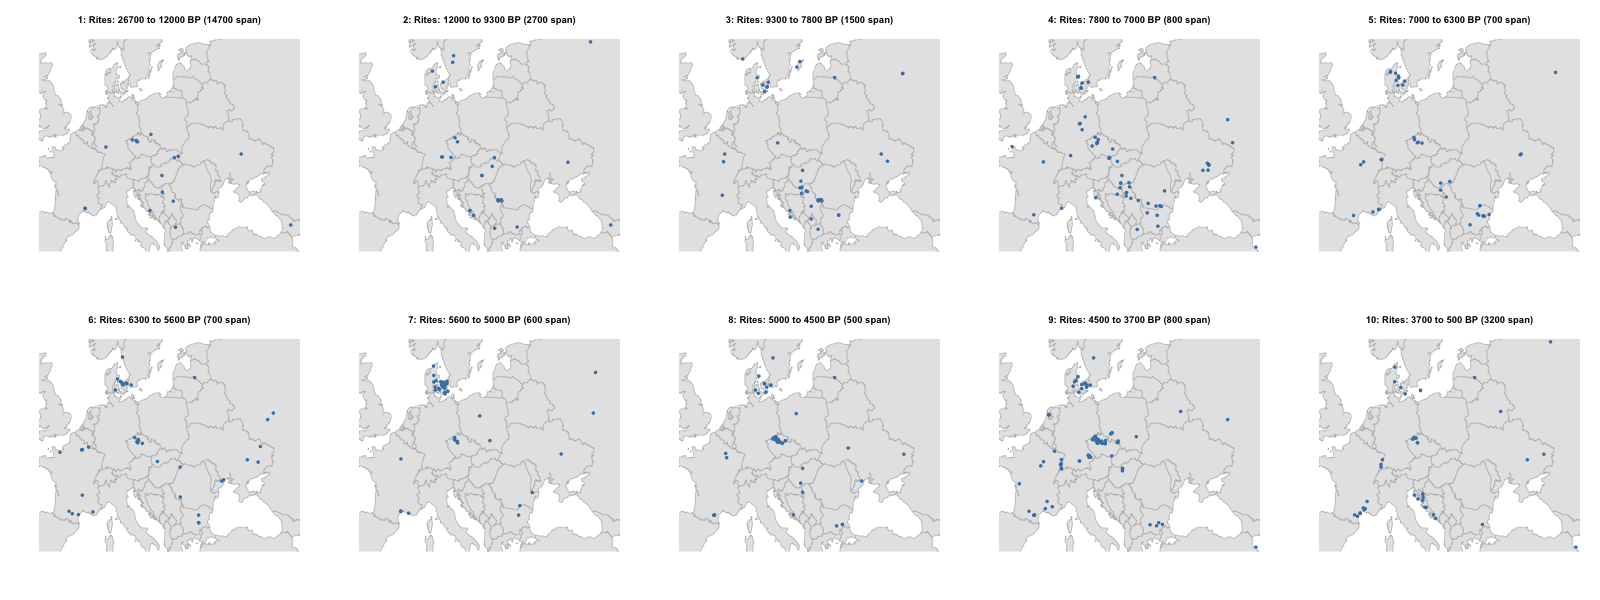 1: Rites: 26700 to 12000 BP (14700 span)
2: Rites: 12000 to 9300 BP (2700 span)
3: Rites: 9300 to 7800 BP (1500 span)
4: Rites: 7800 to 7000 BP (800 span)
5: Rites: 7000 to 6300 BP (700 span)
6: Rites: 6300 to 5600 BP (700 span)
7: Rites: 5600 to 5000 BP (600 span)
8: Rites: 5000 to 4500 BP (500 span)
9: Rites: 4500 to 3700 BP (800 span)
10: Rites: 3700 to 500 BP (3200 span)